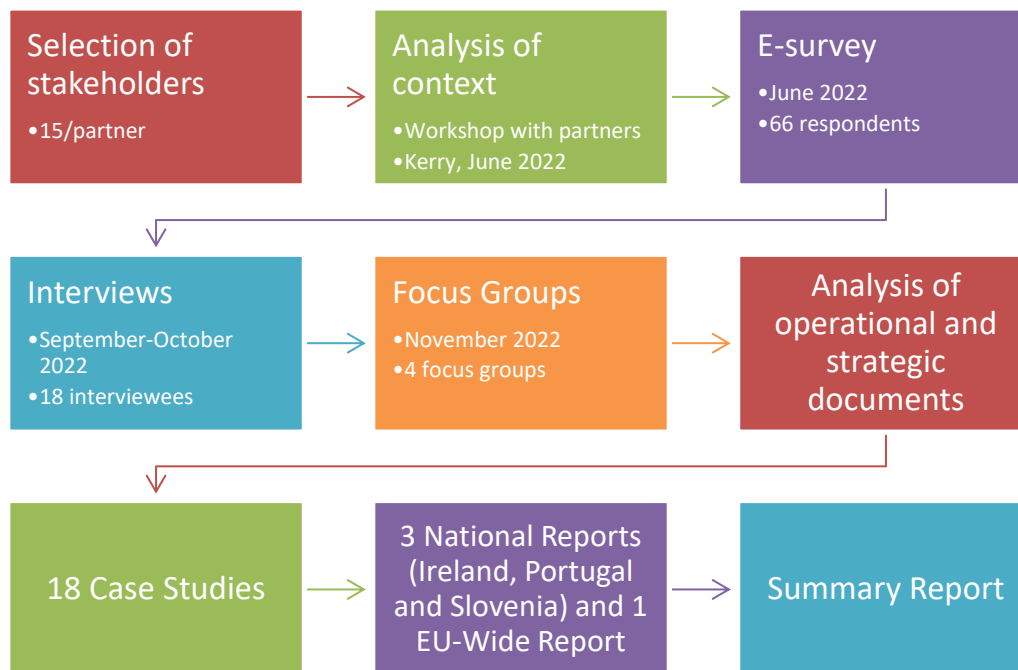 Selection of
stakeholders
•15/partner
Analysis of
context
•Workshop with partners
•Kerry, June 2022
E-survey
•June 2022
•66 respondents
Interviews
•September-October
2022
•18 interviewees
Focus Groups
•November 2022
•4 focus groups
Analysis of
operational and
strategic
documents
18 Case Studies
3 National Reports
(Ireland, Portugal
and Slovenia) and 1
EU-Wide Report
Summary Report